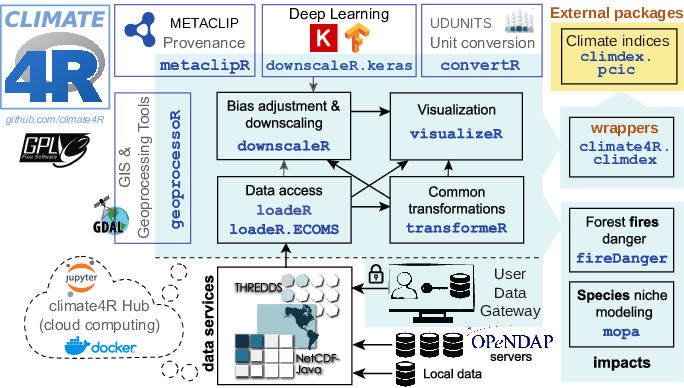 CLIMATE
4R
github.com/climate4R
GPL
v3
Free Software
METACLIP
Provenance
metaclipR
Deep Learning
K
downscaleR.keras
UDUNITS
Unit conversion
convertR
External packages
Climate indices
climdex.
pcic
GIS &
Geoprocessing Tools
geoprocessoR
GDAL
Bias adjustment &
downscaling
downscaleR
Visualization
visualizeR
wrappers
climate4R.
climdex
Data access
loadeR
loadeR.ECOMS
Common
transformations
transformeR
Forest fires
danger
fireDanger
Species niche
modeling
mopa
impacts
jupyter
climate4R Hub
(cloud computing)
docker
data services
THREDDS
NetCDF-
Java
User
Data
Gateway
OPeNDAP
servers
Local data